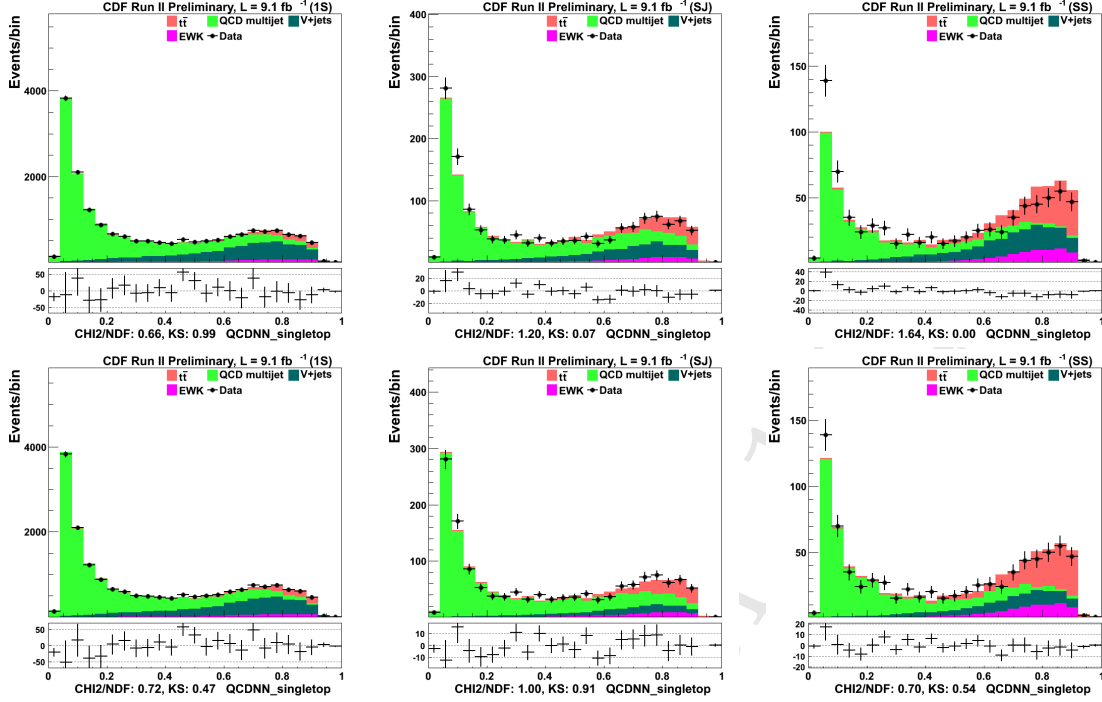 CDF Run II Preliminary, L = 9.1 fb⁻¹ (1S)
tt̄ QCD multijet V+jets
EWK Data
Events/bin
4000
2000
50
0
-50
0 0.2 0.4 0.6 0.8 1
CHI2/NDF: 0.66, KS: 0.99 QCDNN_singletop
CDF Run II Preliminary, L = 9.1 fb⁻¹ (SJ)
tt̄ QCD multijet V+jets
EWK Data
Events/bin
400
300
200
100
20
0
-20
0 0.2 0.4 0.6 0.8 1
CHI2/NDF: 1.20, KS: 0.07 QCDNN_singletop
CDF Run II Preliminary, L = 9.1 fb⁻¹ (SS)
tt̄ QCD multijet V+jets
EWK Data
Events/bin
150
100
50
40
20
0
-20
-40
0 0.2 0.4 0.6 0.8 1
CHI2/NDF: 1.64, KS: 0.00 QCDNN_singletop
CDF Run II Preliminary, L = 9.1 fb⁻¹ (1S)
tt̄ QCD multijet V+jets
EWK Data
Events/bin
4000
2000
50
0
-50
0 0.2 0.4 0.6 0.8 1
CHI2/NDF: 0.72, KS: 0.47 QCDNN_singletop
CDF Run II Preliminary, L = 9.1 fb⁻¹ (SJ)
tt̄ QCD multijet V+jets
EWK Data
Events/bin
400
300
200
100
10
0
-10
0 0.2 0.4 0.6 0.8 1
CHI2/NDF: 1.00, KS: 0.91 QCDNN_singletop
CDF Run II Preliminary, L = 9.1 fb⁻¹ (SS)
tt̄ QCD multijet V+jets
EWK Data
Events/bin
150
100
50
20
10
0
-10
-20
0 0.2 0.4 0.6 0.8 1
CHI2/NDF: 0.70, KS: 0.54 QCDNN_singletop